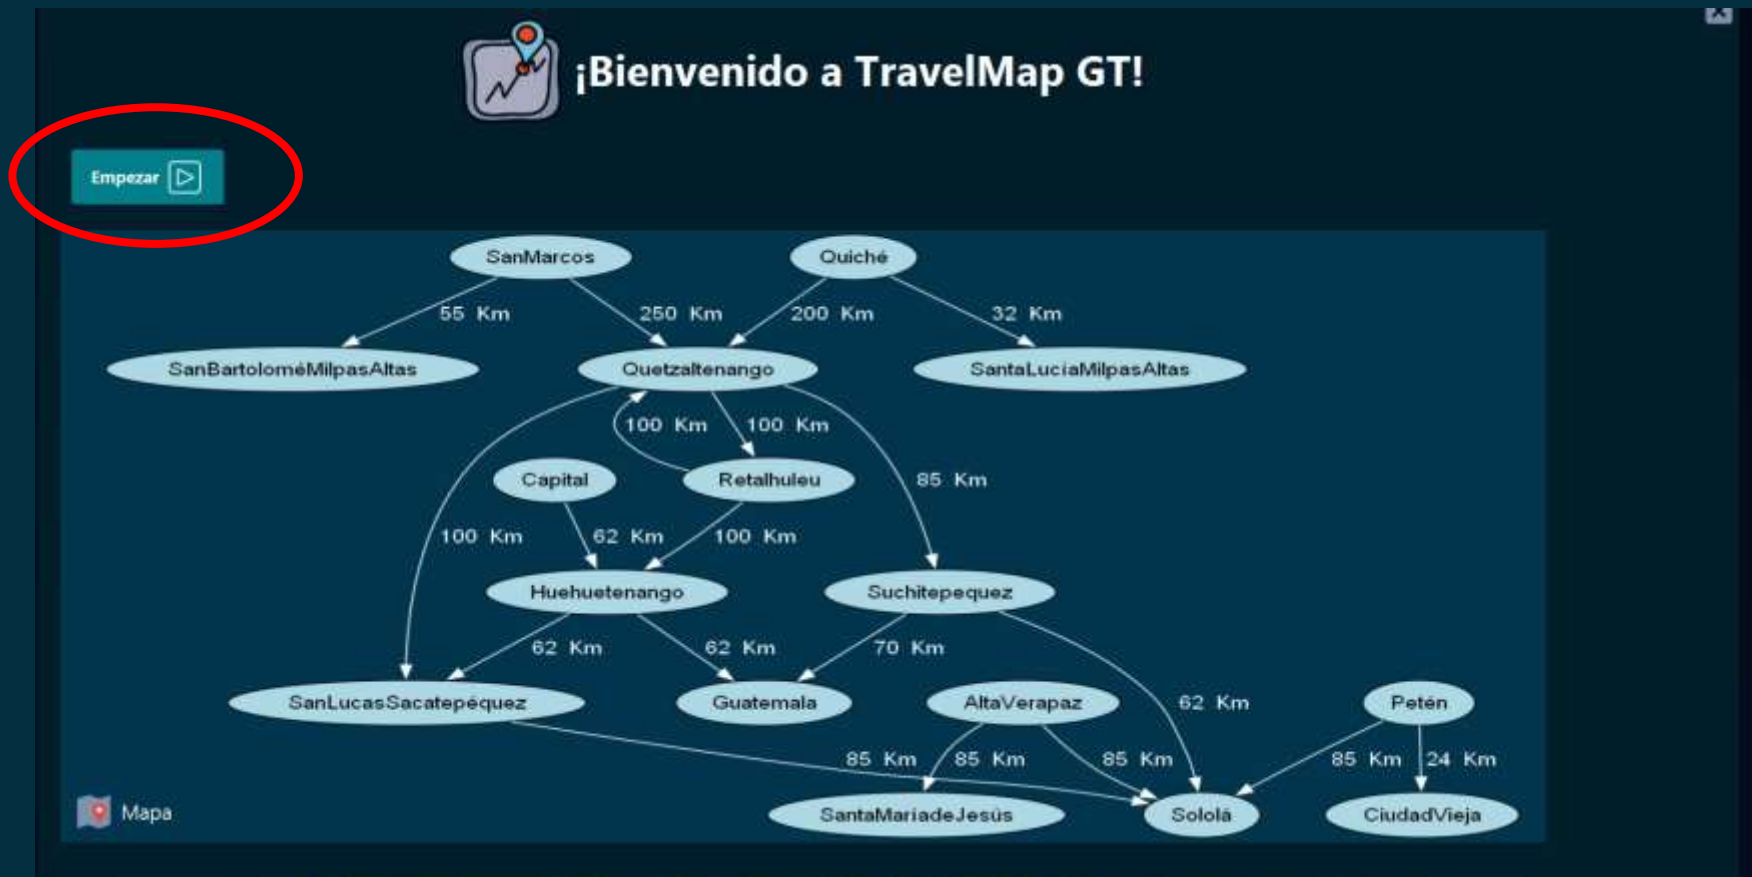 ¡Bienvenido a TravelMap GT!
Empezar
SanMarcos
Quiché
55 Km
250 Km
200 Km
32 Km
SanBartoloméMilpasAltas
Quetzaltenango
SantaLucíaMilpasAltas
100 Km
100 Km
Capital
Retalhuleu
85 Km
100 Km
62 Km
100 Km
Huehuetenango
Suchitepequez
62 Km
62 Km
70 Km
SanLucasSacatepéquez
Guatemala
AltaVerapaz
62 Km
Petén
85 Km
85 Km
85 Km
85 Km
24 Km
Mapa
SantaMaríadeJesús
Sololá
CiudadVieja